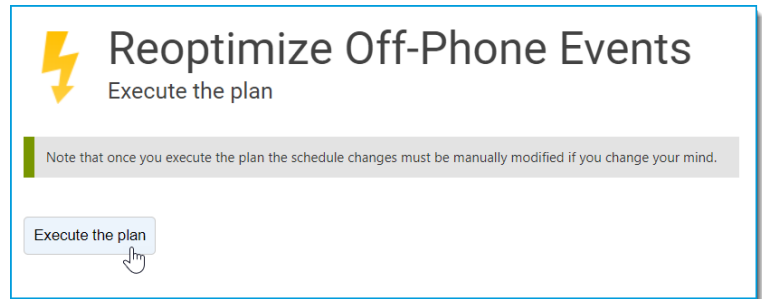 Reoptimize Off-Phone Events
Execute the plan
Note that once you execute the plan the schedule changes must be manually modified if you change your mind.
Execute the plan